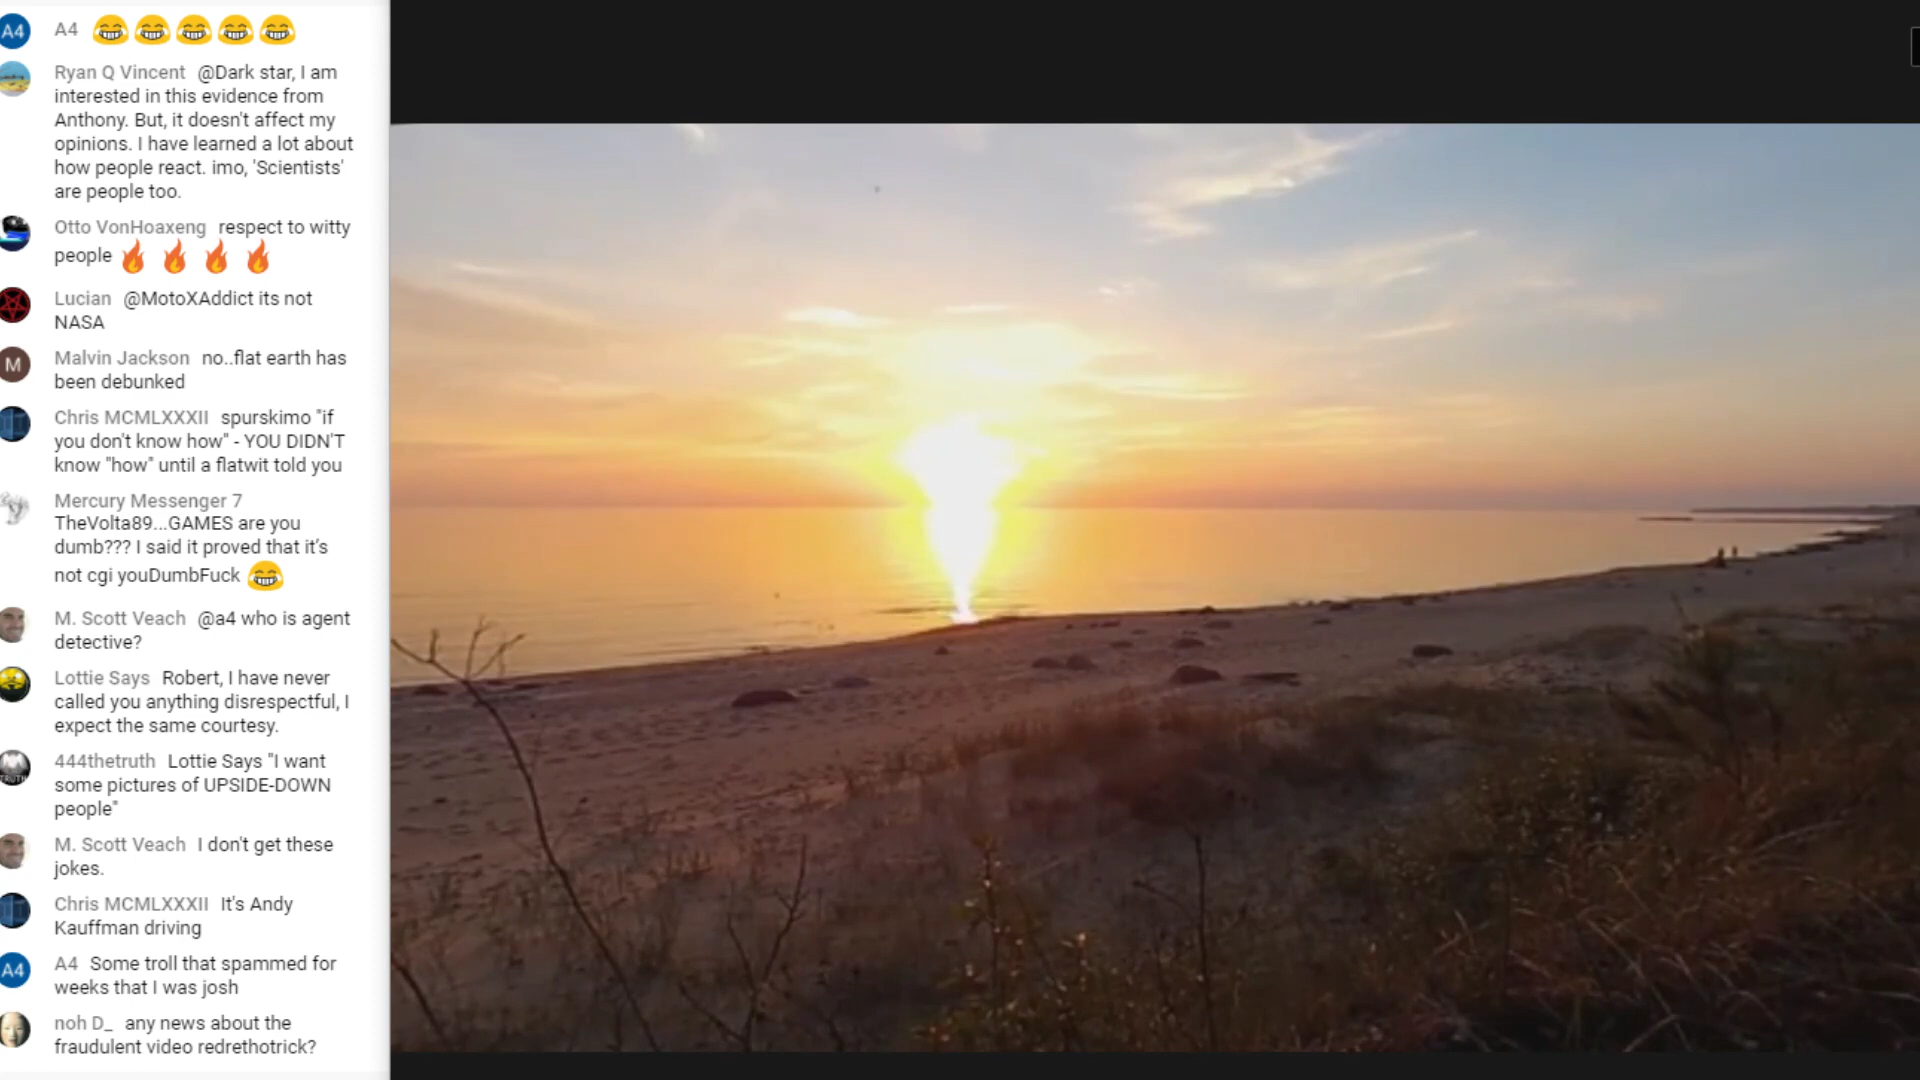 A4 A4 😂😂😂😂😂
Ryan Q Vincent @Dark star, I am
interested in this evidence from
Anthony. But, it doesn't affect my
opinions. I have learned a lot about
how people react. imo, 'Scientists'
are people too.
Otto VonHoaxeng respect to witty
people 🔥 🔥 🔥 🔥
Lucian @MotoXAddict its not
NASA
M Malvin Jackson no..flat earth has
been debunked
Chris MCMLXXXII spurskimo "if
you don't know how" - YOU DIDN'T
know "how" until a flatwit told you
Mercury Messenger 7
TheVolta89...GAMES are you
dumb??? I said it proved that it's
not cgi youDumbFuck 😂
M. Scott Veach @a4 who is agent
detective?
Lottie Says Robert, I have never
called you anything disrespectful, I
expect the same courtesy.
444thetruth Lottie Says "I want
some pictures of UPSIDE-DOWN
people"
TRUTH
M. Scott Veach I don't get these
jokes.
Chris MCMLXXXII It's Andy
Kauffman driving
A4 A4 Some troll that spammed for
weeks that I was josh
noh D_ any news about the
fraudulent video redrethotrick?